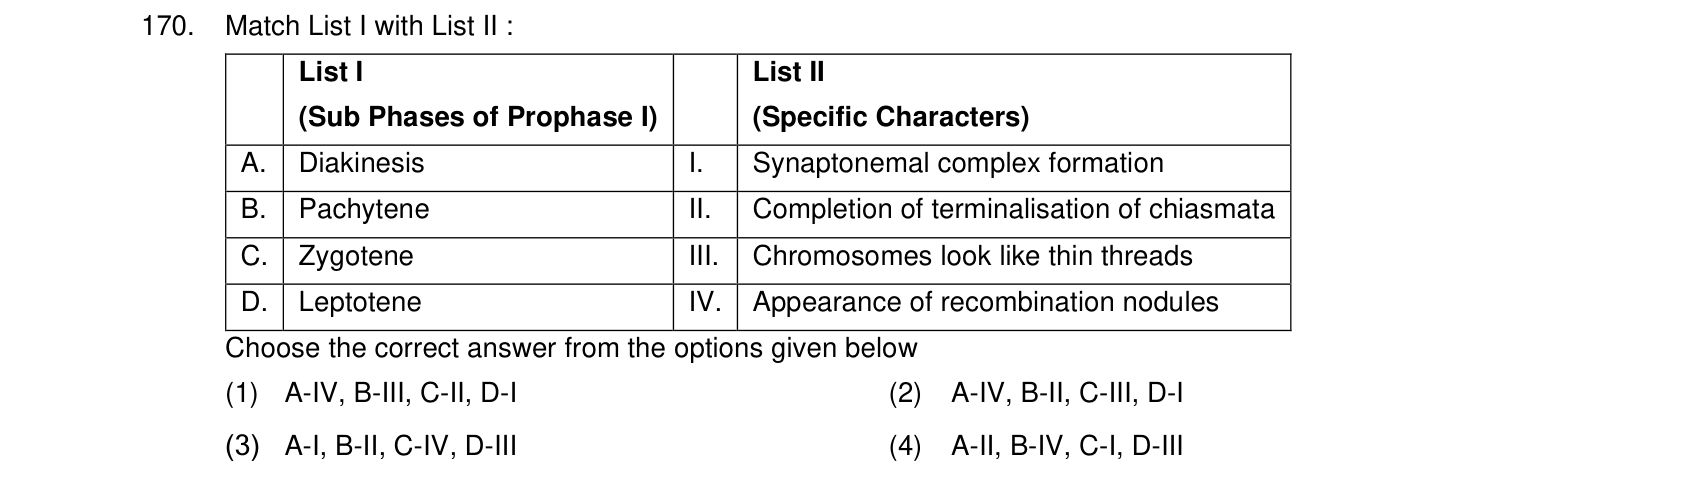 170. Match List I with List II :
List I List II
(Sub Phases of Prophase I) (Specific Characters)
A. Diakinesis I. Synaptonemal complex formation
B. Pachytene II. Completion of terminalisation of chiasmata
C. Zygotene III. Chromosomes look like thin threads
D. Leptotene IV. Appearance of recombination nodules
Choose the correct answer from the options given below
(1) A-IV, B-III, C-II, D-I (2) A-IV, B-II, C-III, D-I
(3) A-I, B-II, C-IV, D-III (4) A-II, B-IV, C-I, D-III